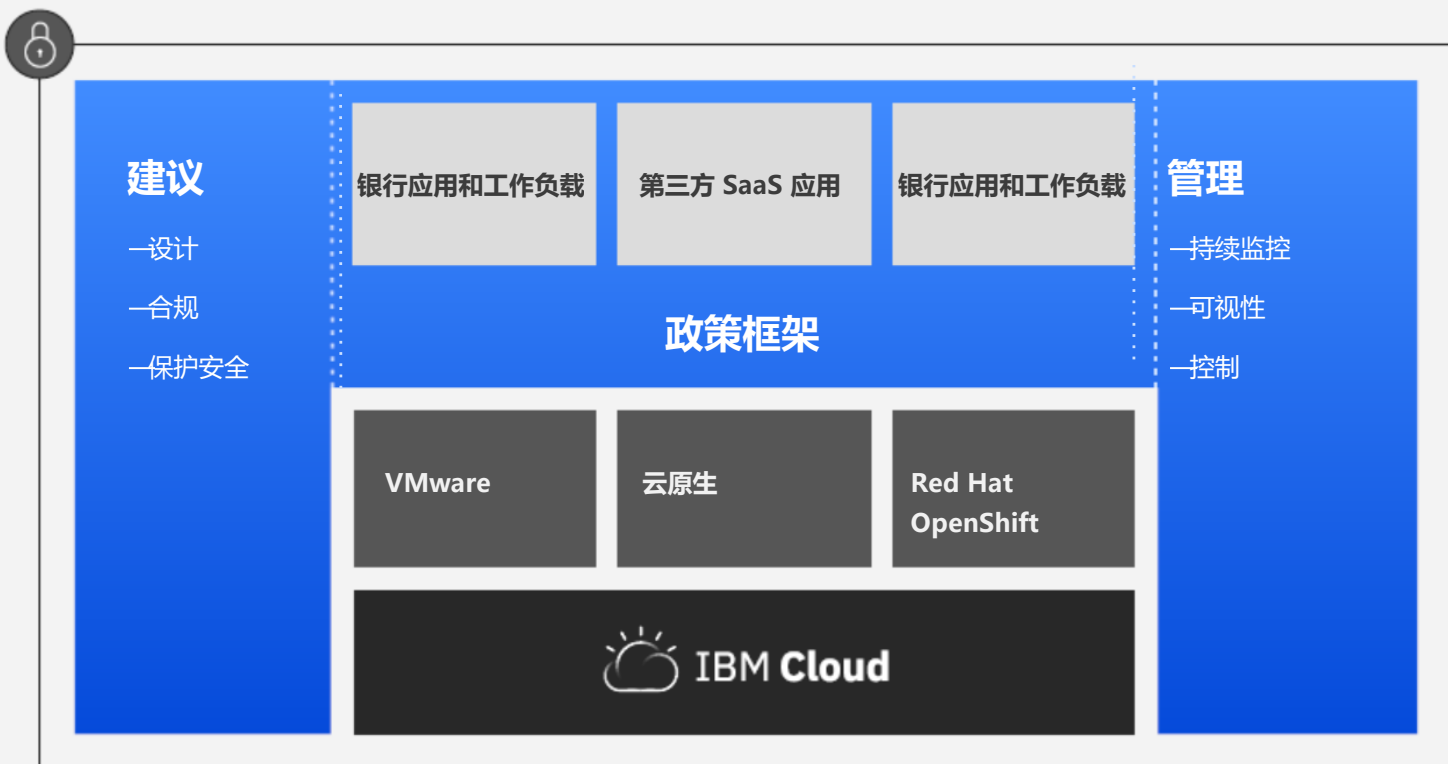 建议
—设计
—合规
—保护安全
银行应用和工作负载
第三方 SaaS 应用
银行应用和工作负载
政策框架
管理
—持续监控
—可视性
—控制
VMware
云原生
Red Hat
OpenShift
IBM Cloud